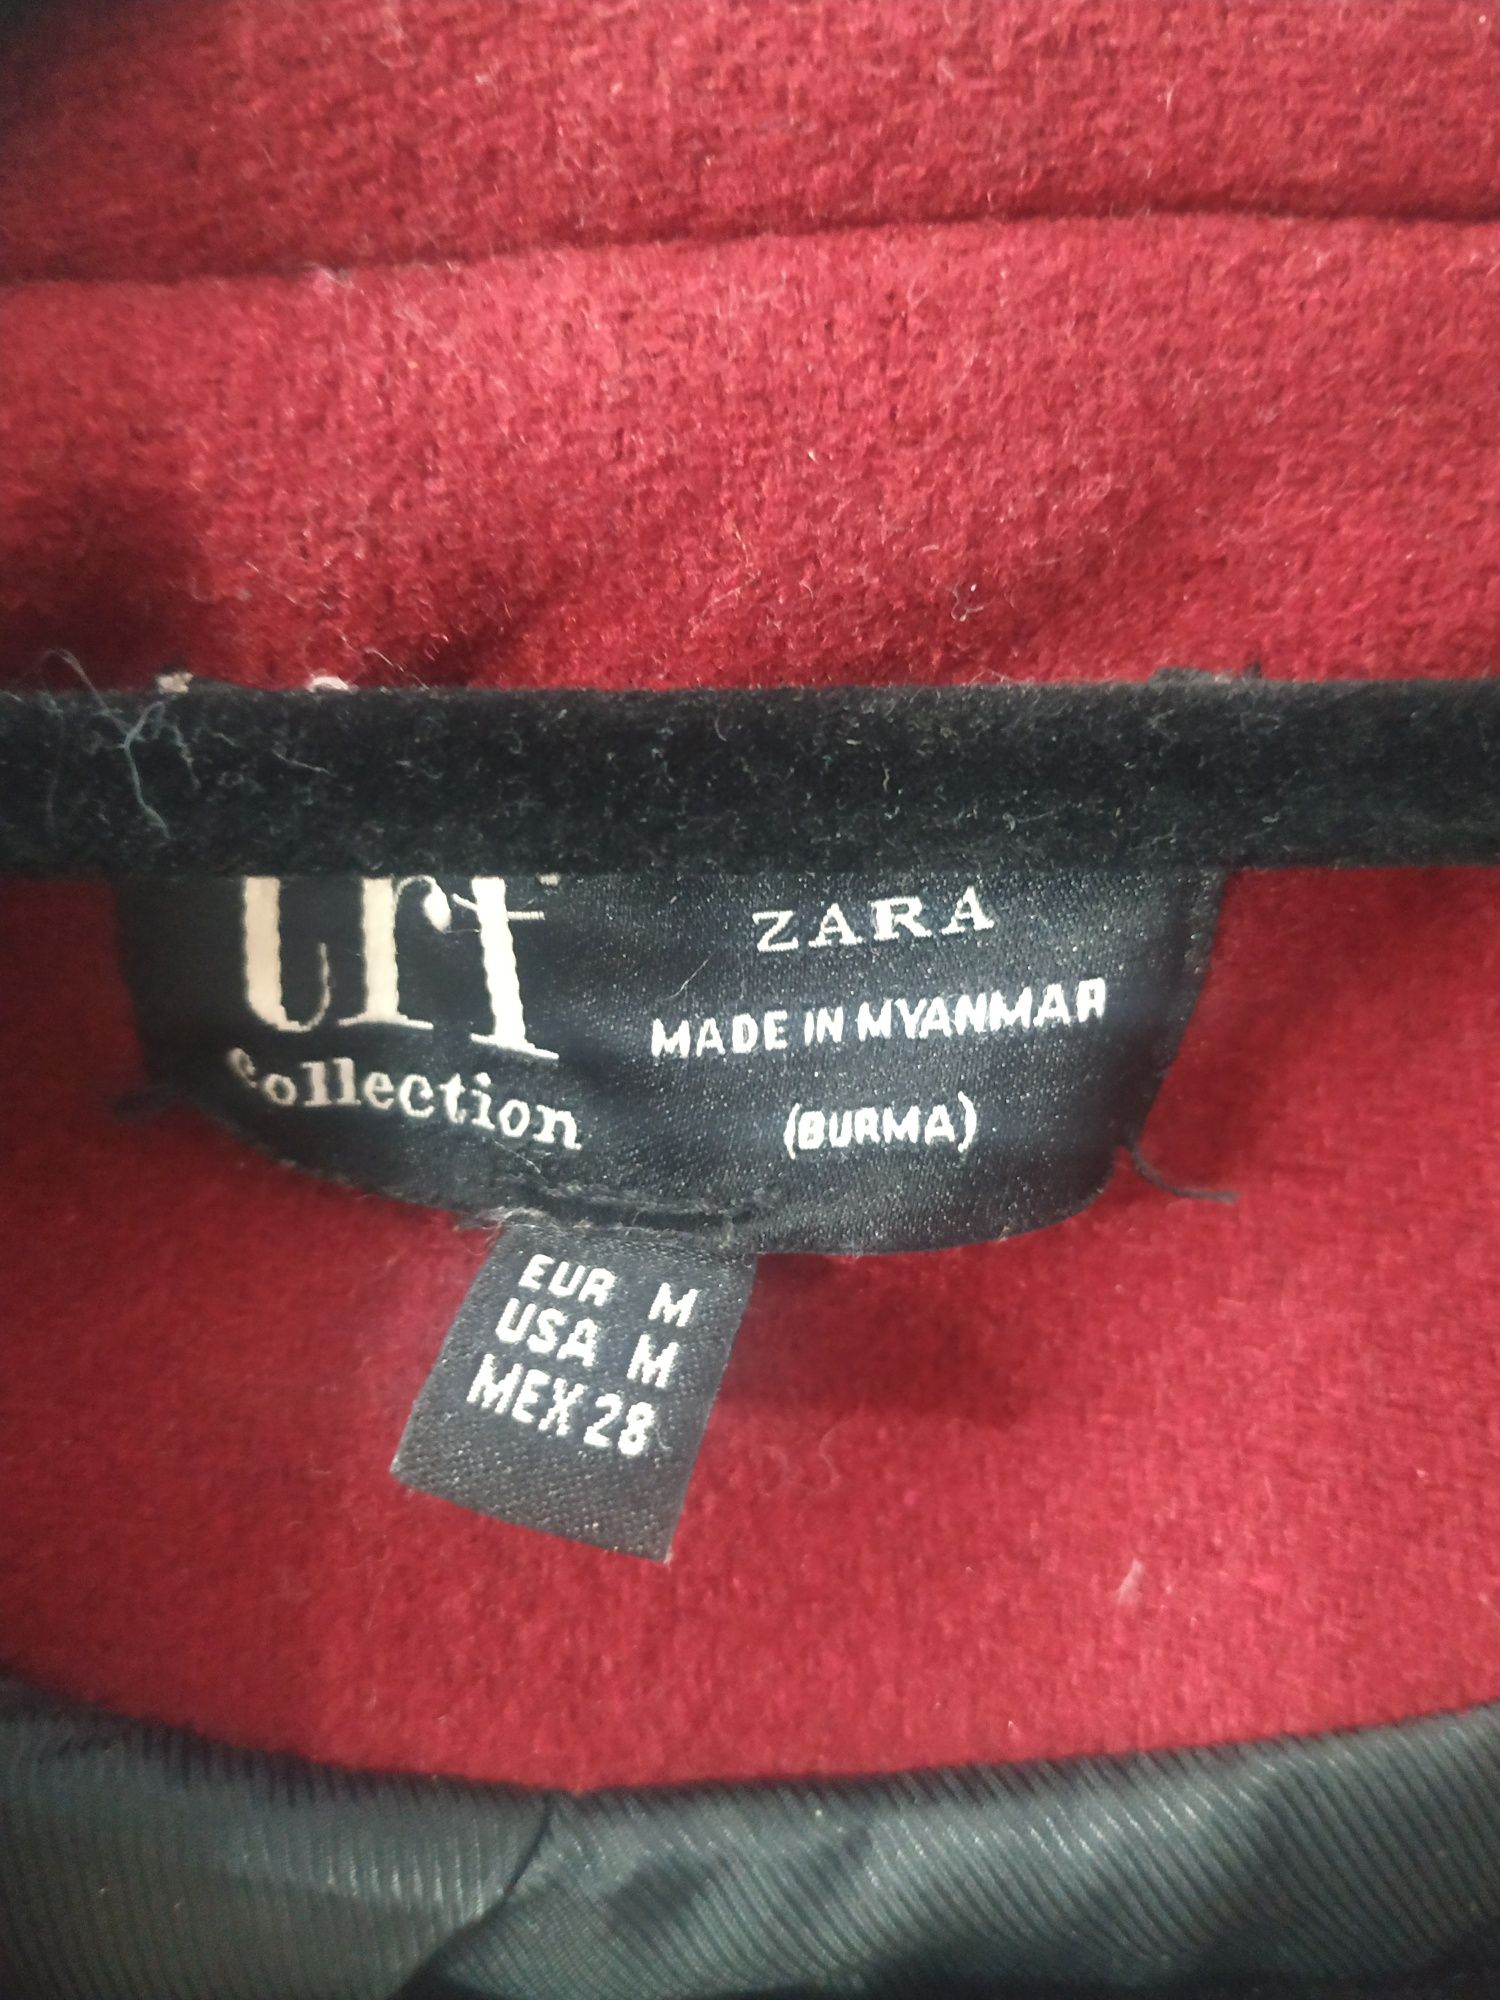 trf
collection
ZARA
MADE IN MYANMAR
(BURMA)
EUR M
USA M
MEX 28